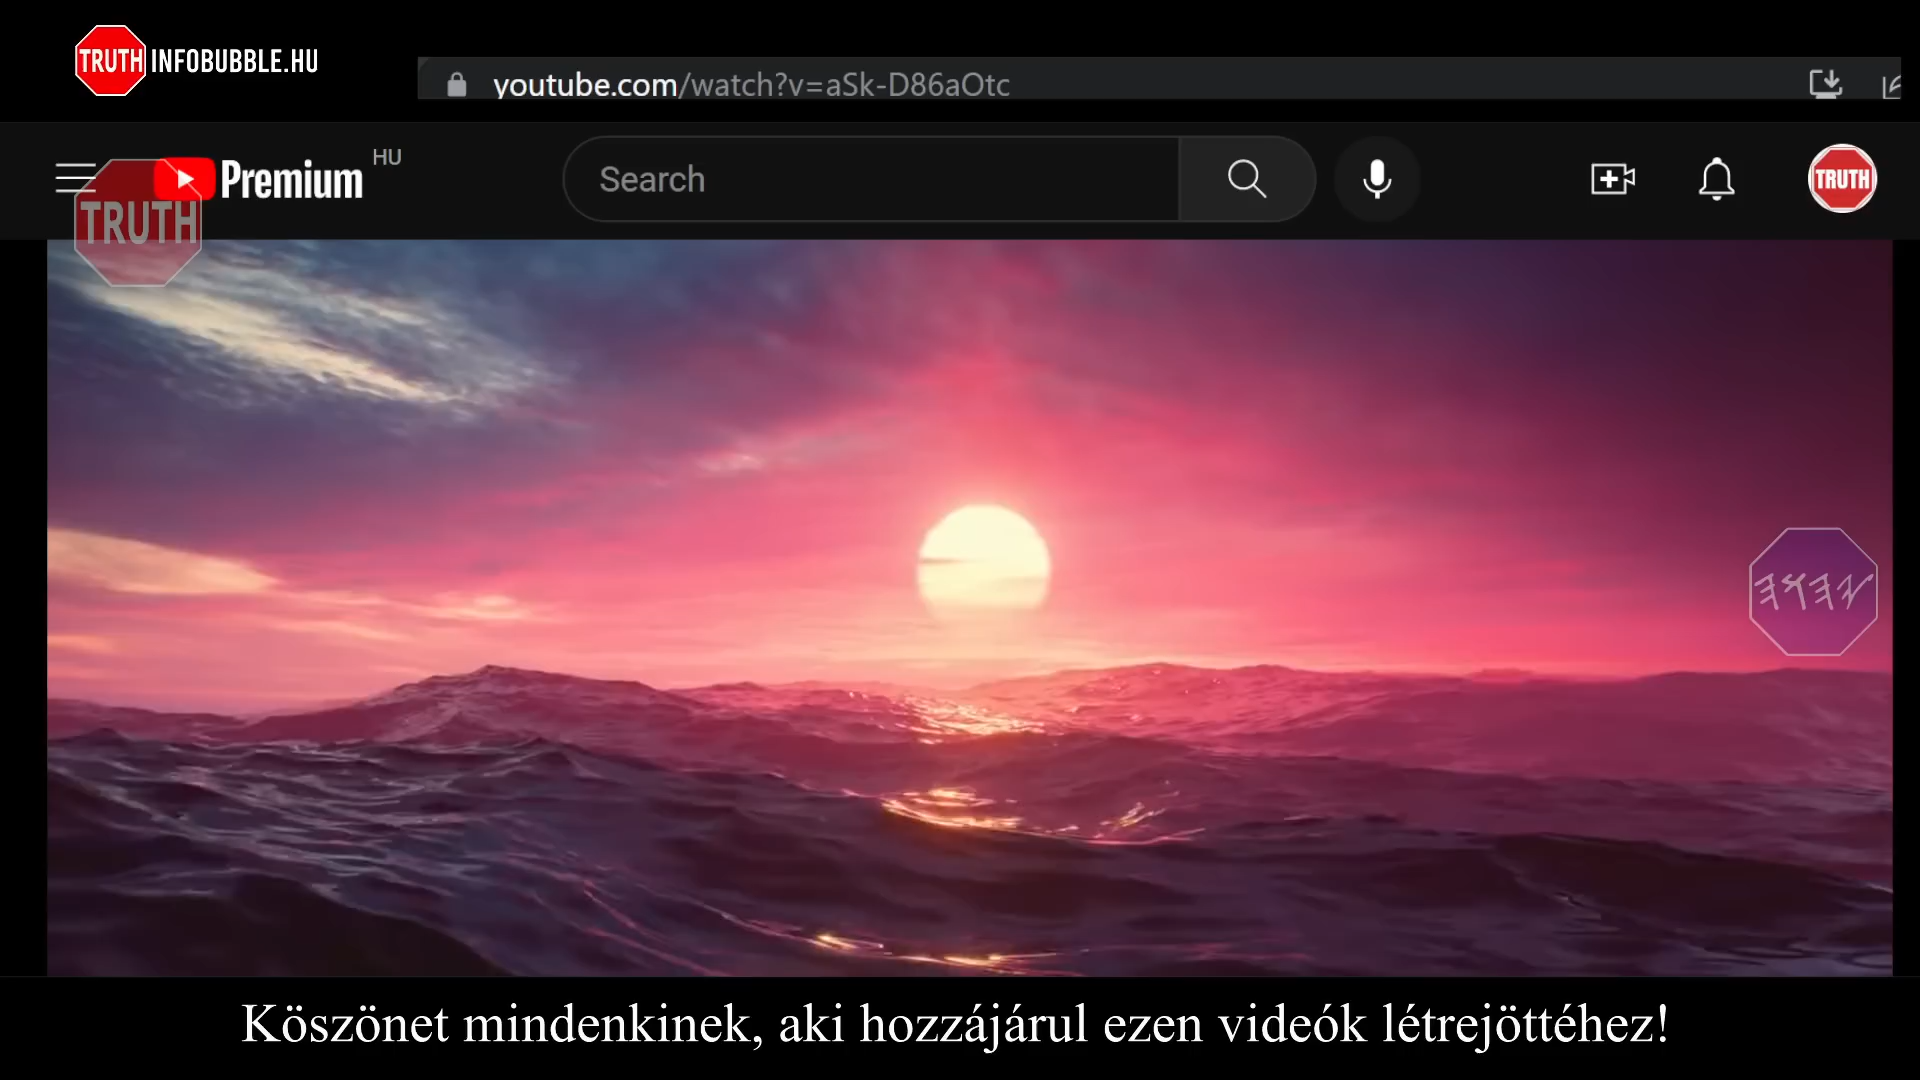 TRUTH INFOBUBBLE.HU
youtube.com/watch?v=aSk-D86aOtc
Premium HU
Search
TRUTH
TRUTH
𐤉𐤄𐤅𐤄
Köszönet mindenkinek, aki hozzájárul ezen videók létrejöttéhez!